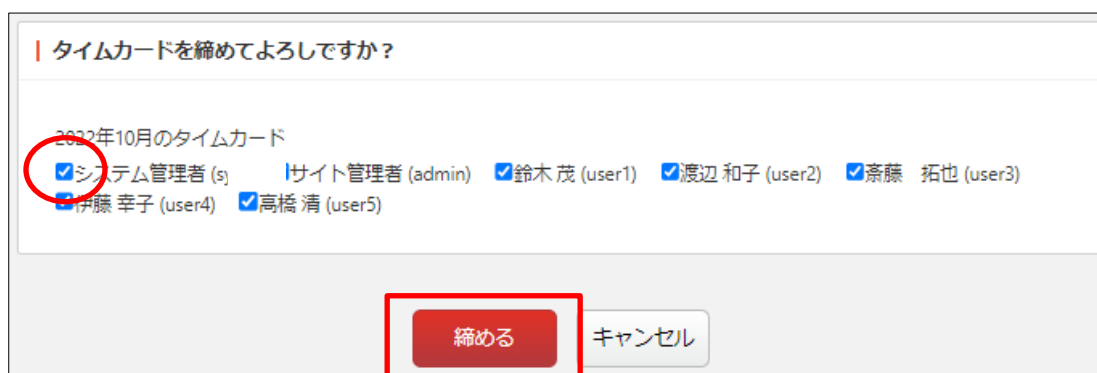 タイムカードを締めてよろしですか?
2022年10月のタイムカード
システム管理者 (sy サイト管理者 (admin) 鈴木 茂 (user1) 渡辺 和子 (user2) 斎藤 拓也 (user3)
伊藤 幸子 (user4) 高橋 清 (user5)
締める キャンセル